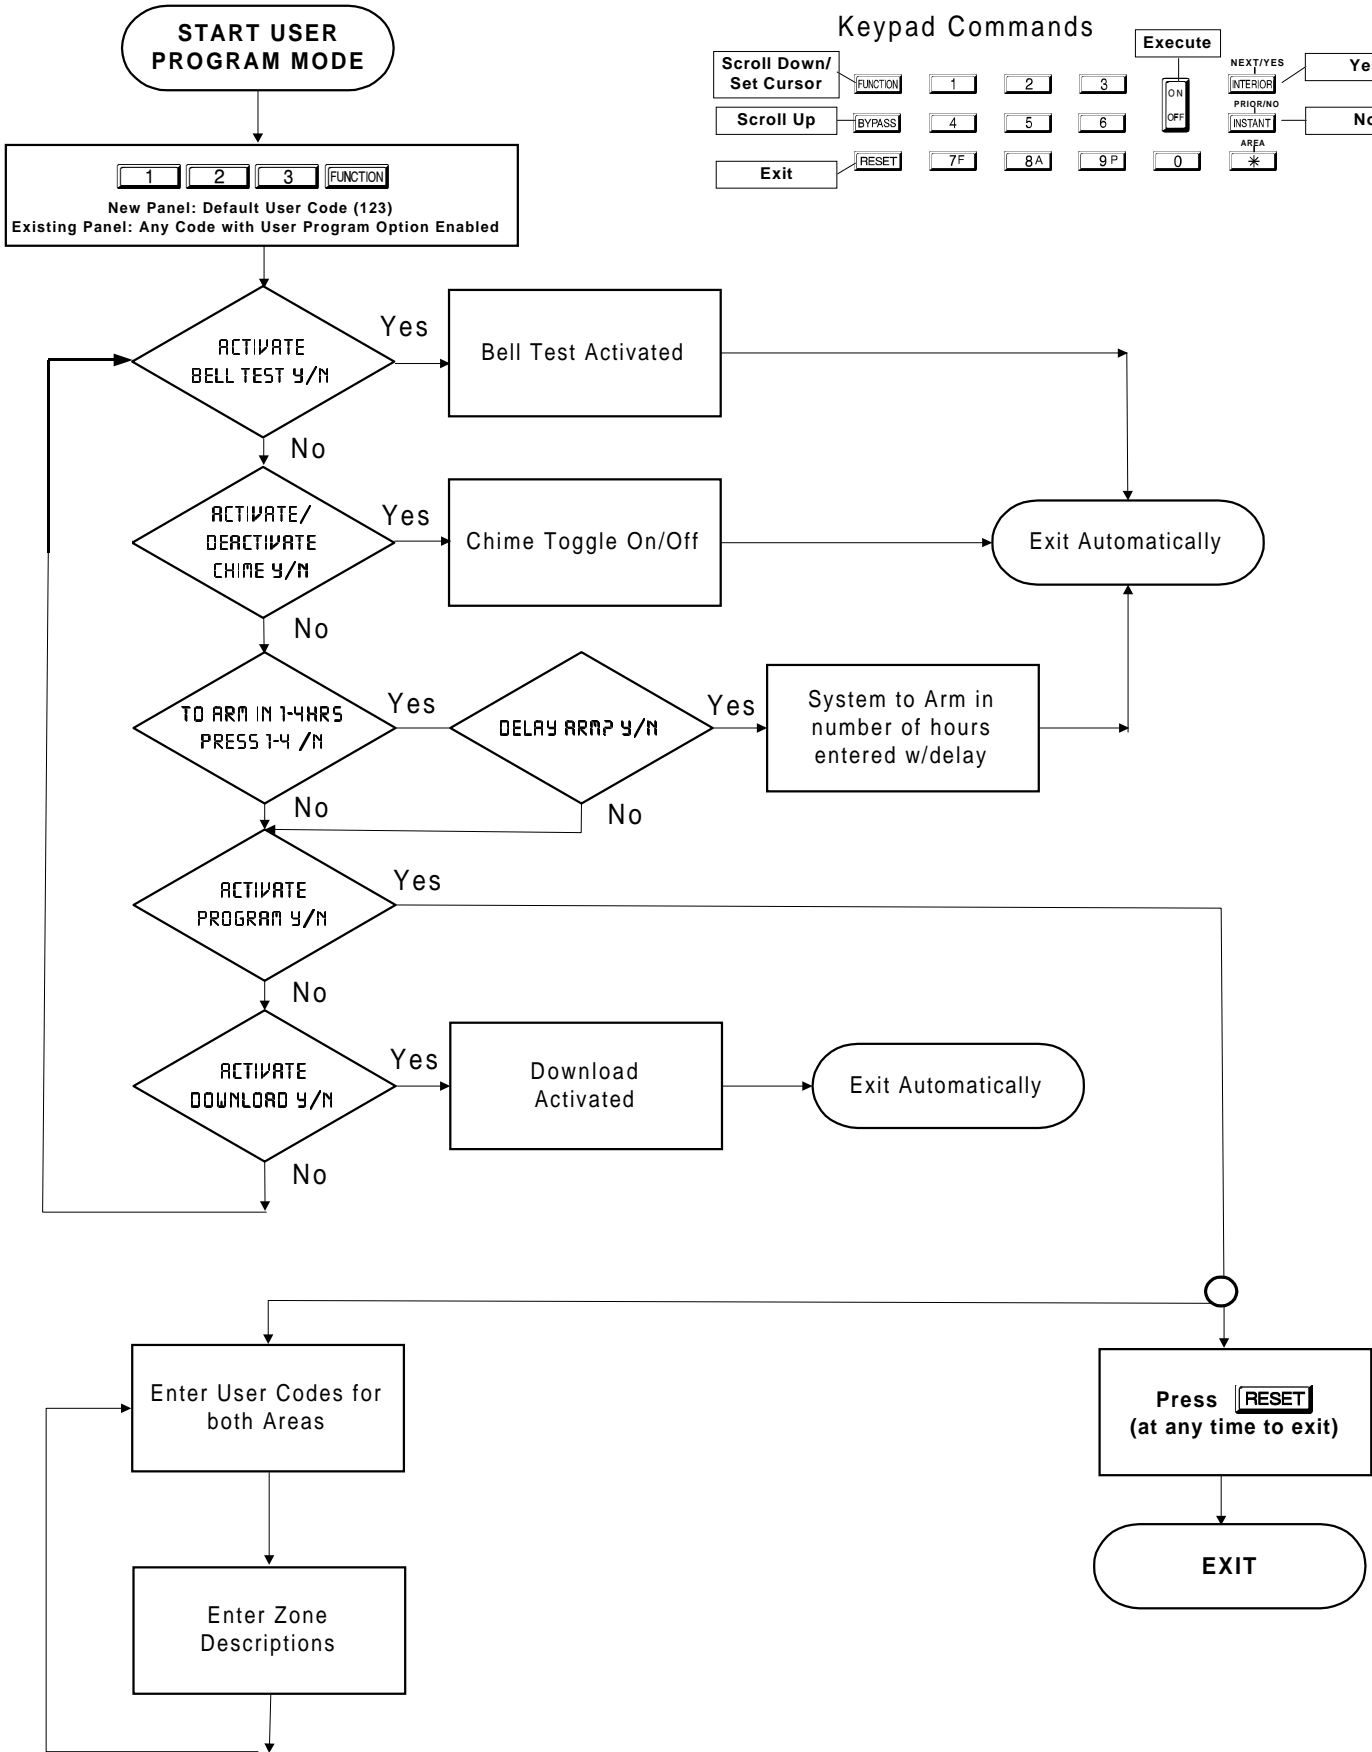 START USER
PROGRAM MODE
Keypad Commands
Execute
Scroll Down/
Set Cursor
FUNCTION
1
2
3
ON
OFF
NEXT/YES
INTERIOR
Ye
Scroll Up
BYPASS
4
5
6
PRIOR/NO
INSTANT
No
Exit
RESET
7F
8A
9P
0
AREA
*
1
2
3
FUNCTION
New Panel: Default User Code (123)
Existing Panel: Any Code with User Program Option Enabled
ACTIVATE
BELL TEST Y/N
Yes
Bell Test Activated
No
ACTIVATE/
DEACTIVATE
CHIME Y/N
Yes
Chime Toggle On/Off
Exit Automatically
No
TO ARM IN 1-4HRS
PRESS 1-4 /N
Yes
DELAY ARM? Y/N
Yes
System to Arm in
number of hours
entered w/delay
No
No
ACTIVATE
PROGRAM Y/N
Yes
No
ACTIVATE
DOWNLOAD Y/N
Yes
Download
Activated
Exit Automatically
No
Enter User Codes for
both Areas
Press RESET
(at any time to exit)
EXIT
Enter Zone
Descriptions